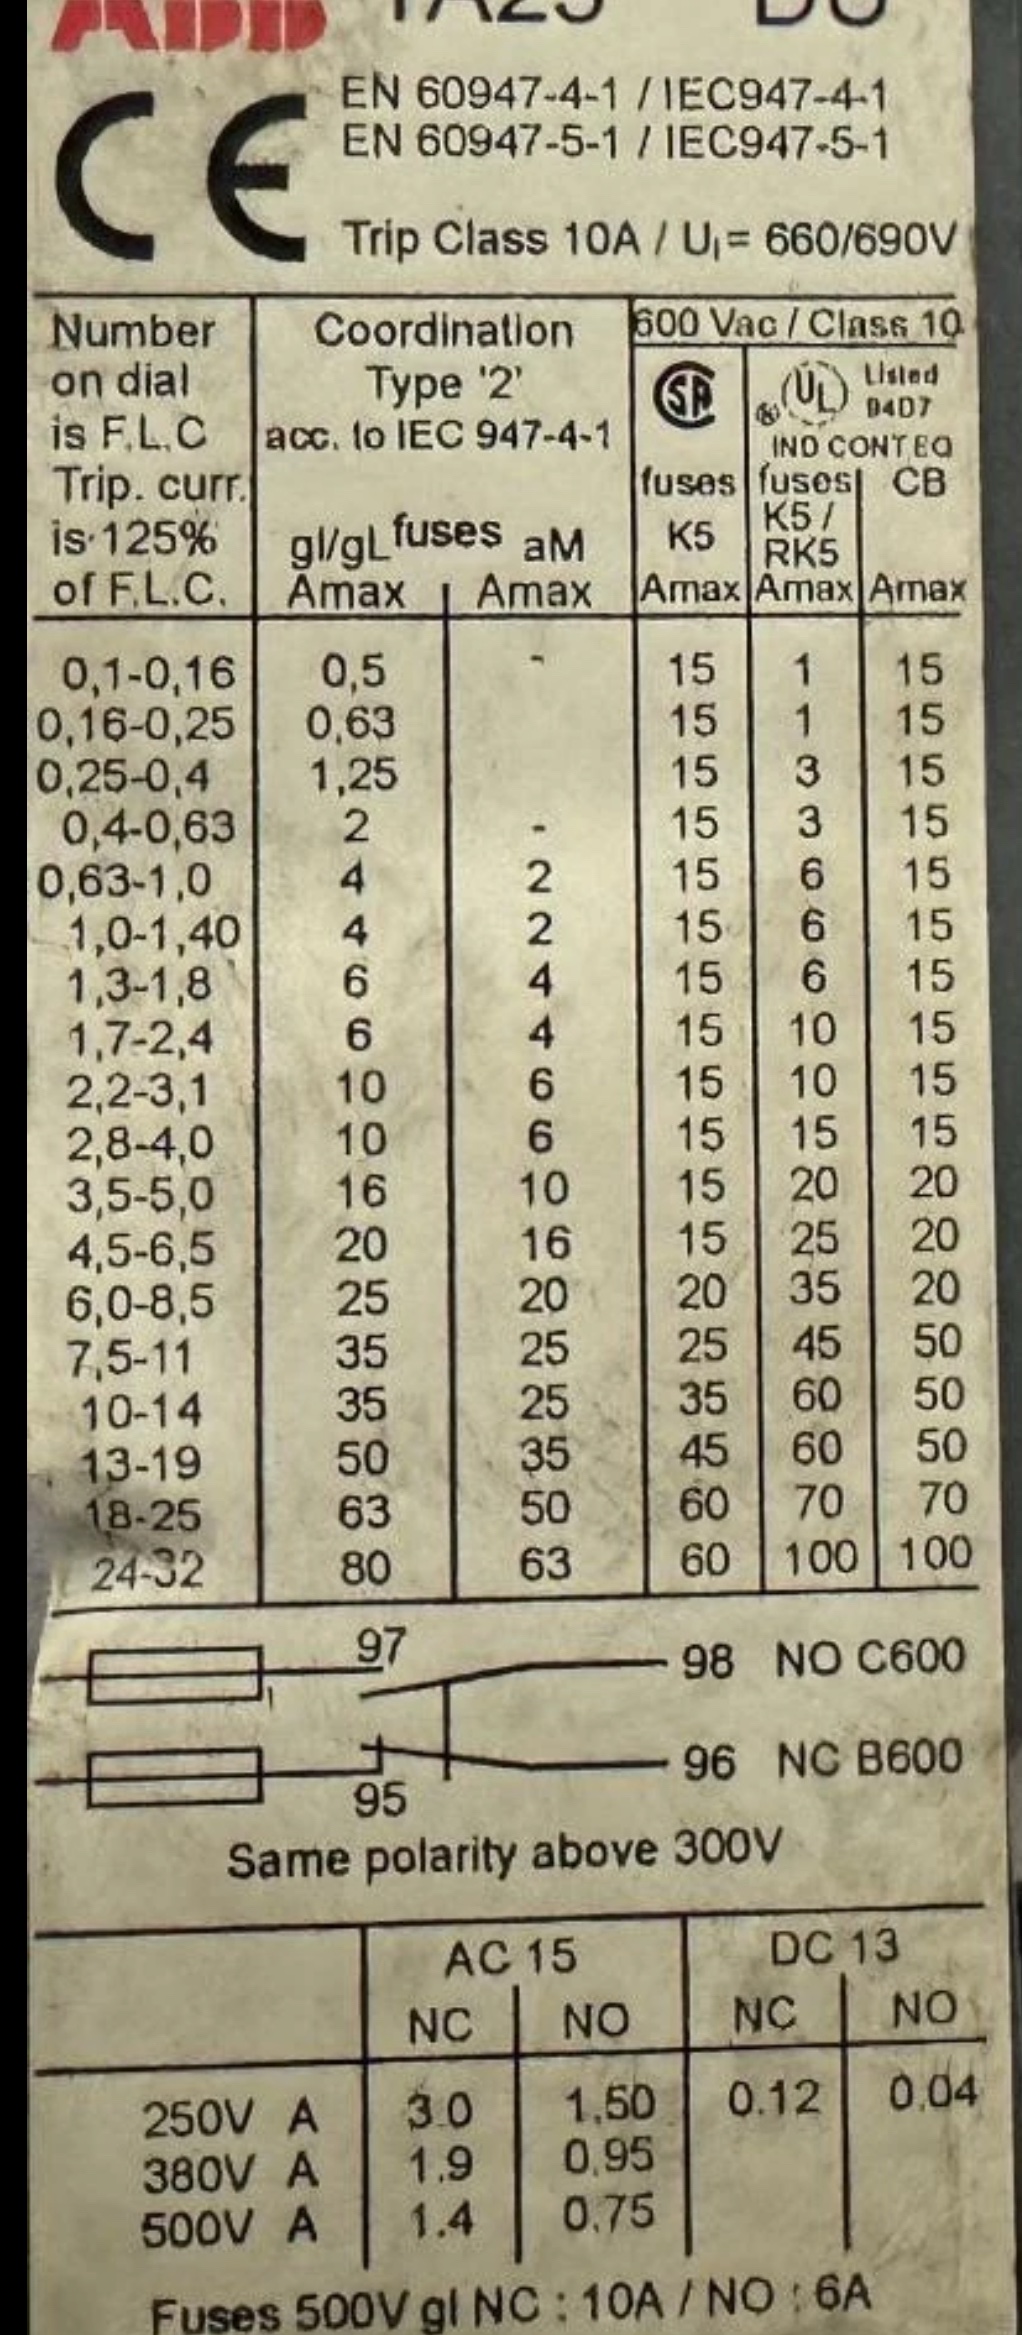 ABB TA25 DU
CE
EN 60947-4-1 / IEC947-4-1
EN 60947-5-1 / IEC947-5-1
Trip Class 10A / Ui= 660/690V
Number on dial is F.L.C Trip. curr. is 125% of F.L.C.
Coordination Type '2' acc. to IEC 947-4-1
gl/gL fuses aM
Amax Amax
600 Vac / Class 10
SA UL Listed 94D7
IND CONT EQ
fuses K5 Amax
fuses K5 / RK5 Amax
CB Amax
0,1-0,16 0,5 - 15 1 15
0,16-0,25 0,63 15 1 15
0,25-0,4 1,25 15 3 15
0,4-0,63 2 - 15 3 15
0,63-1,0 4 2 15 6 15
1,0-1,40 4 2 15 6 15
1,3-1,8 6 4 15 6 15
1,7-2,4 6 4 15 10 15
2,2-3,1 10 6 15 10 15
2,8-4,0 10 6 15 15 15
3,5-5,0 16 10 15 20 20
4,5-6,5 20 16 15 25 20
6,0-8,5 25 20 20 35 20
7,5-11 35 25 25 45 50
10-14 35 25 35 60 50
13-19 50 35 45 60 50
18-25 63 50 60 70 70
24-32 80 63 60 100 100
97 98 NO C600
95 96 NC B600
Same polarity above 300V
AC 15 DC 13
NC NO NC NO
250V A 3.0 1.50 0.12 0.04
380V A 1.9 0.95
500V A 1.4 0.75
Fuses 500V gl NC : 10A / NO : 6A